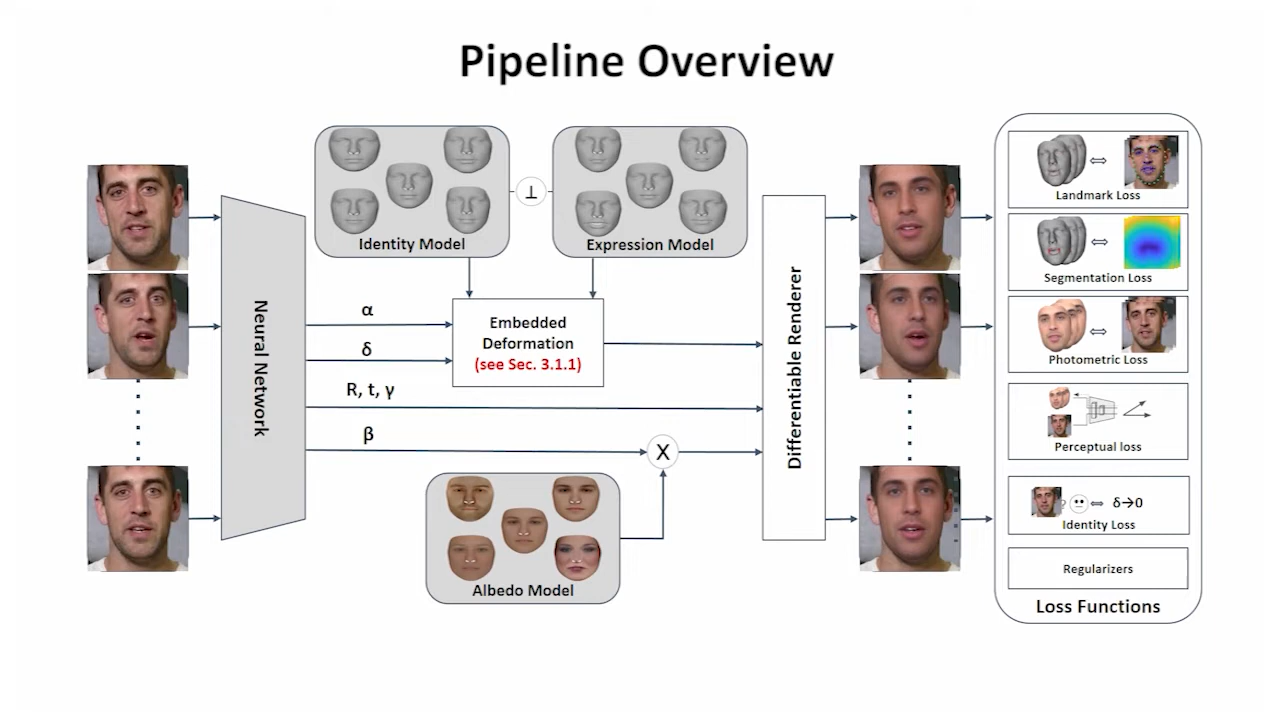 Pipeline Overview
Identity Model
⊥
Expression Model
Neural Network
α
δ
R, t, γ
β
Embedded
Deformation
(see Sec. 3.1.1)
X
Albedo Model
Differentiable Renderer
Landmark Loss
Segmentation Loss
Photometric Loss
Perceptual loss
δ→0
Identity Loss
Regularizers
Loss Functions